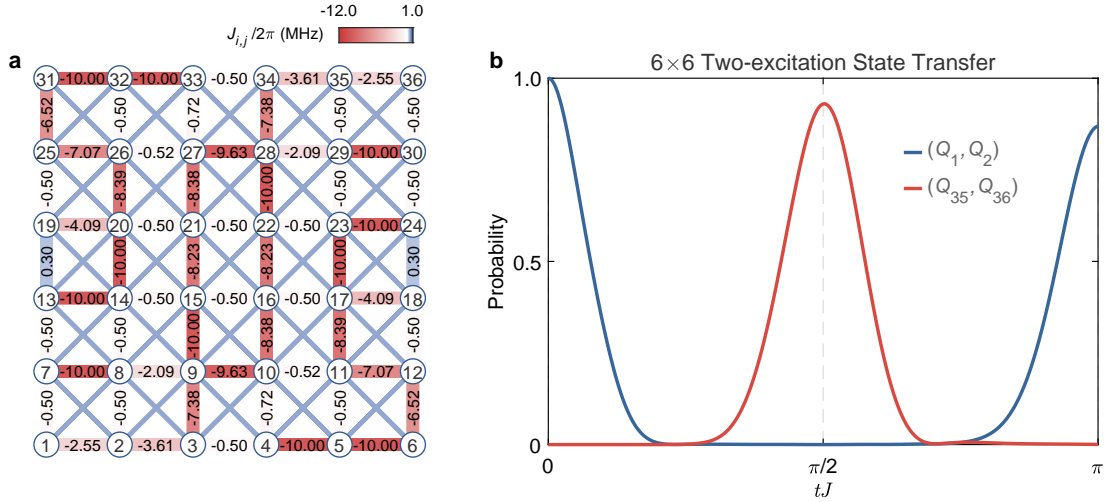 -12.0 1.0
J_{i,j}/2π (MHz)
a
31 -10.00 32 -10.00 33 -0.50 34 -3.61 35 -2.55 36
-6.52 -0.50 -0.72 -7.38 -0.50 -0.50
25 -7.07 26 -0.52 27 -9.63 28 -2.09 29 -10.00 30
-0.50 -8.39 -8.38 -10.00 -0.50 -0.50
19 -4.09 20 -0.50 21 -0.50 22 -0.50 23 -10.00 24
0.30 -10.00 -8.23 -8.23 -10.00 0.30
13 -10.00 14 -0.50 15 -0.50 16 -0.50 17 -4.09 18
-0.50 -0.50 -10.00 -8.38 -8.39 -0.50
7 -10.00 8 -2.09 9 -9.63 10 -0.52 11 -7.07 12
-0.50 -0.50 -7.38 -0.72 -0.50 -6.52
1 -2.55 2 -3.61 3 -0.50 4 -10.00 5 -10.00 6
b
6×6 Two-excitation State Transfer
1.0
0.5
0
Probability
(Q_1, Q_2)
(Q_35, Q_36)
0 π/2 π
tJ